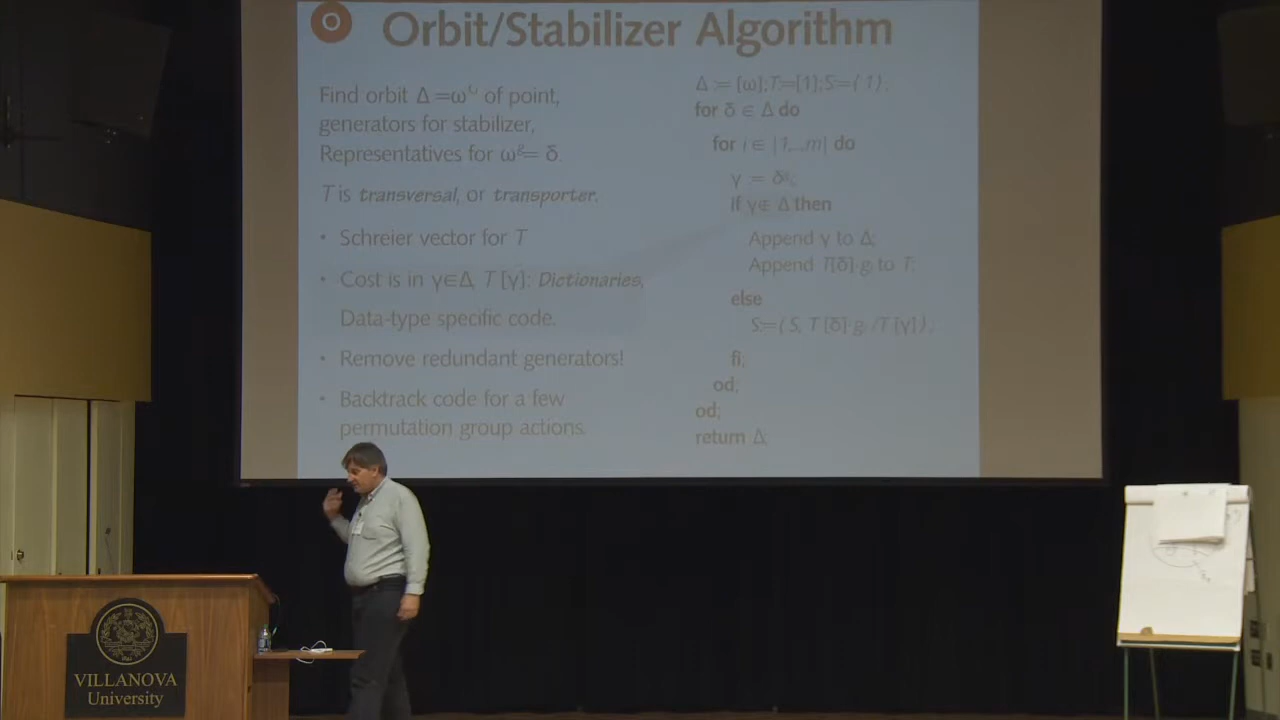 O Orbit/Stabilizer Algorithm
Find orbit Δ =ω^G of point,
generators for stabilizer,
Representatives for ω^g= δ.
T is transversal, or transporter.
• Schreier vector for T
• Cost is in γ∈Δ, T [γ]: Dictionaries,
Data-type specific code.
• Remove redundant generators!
• Backtrack code for a few
permutation group actions.
Δ := [ω];T:=[1];S:=⟨1⟩;
for δ ∈ Δ do
for i ∈ [1,..,m] do
γ = δ^gᵢ;
if γ∉ Δ then
Append γ to Δ;
Append T[δ]·gᵢ to T;
else
S:=⟨S, T [δ]·gᵢ /T [γ]⟩;
fi;
od;
od;
return Δ;
VILLANOVA
University